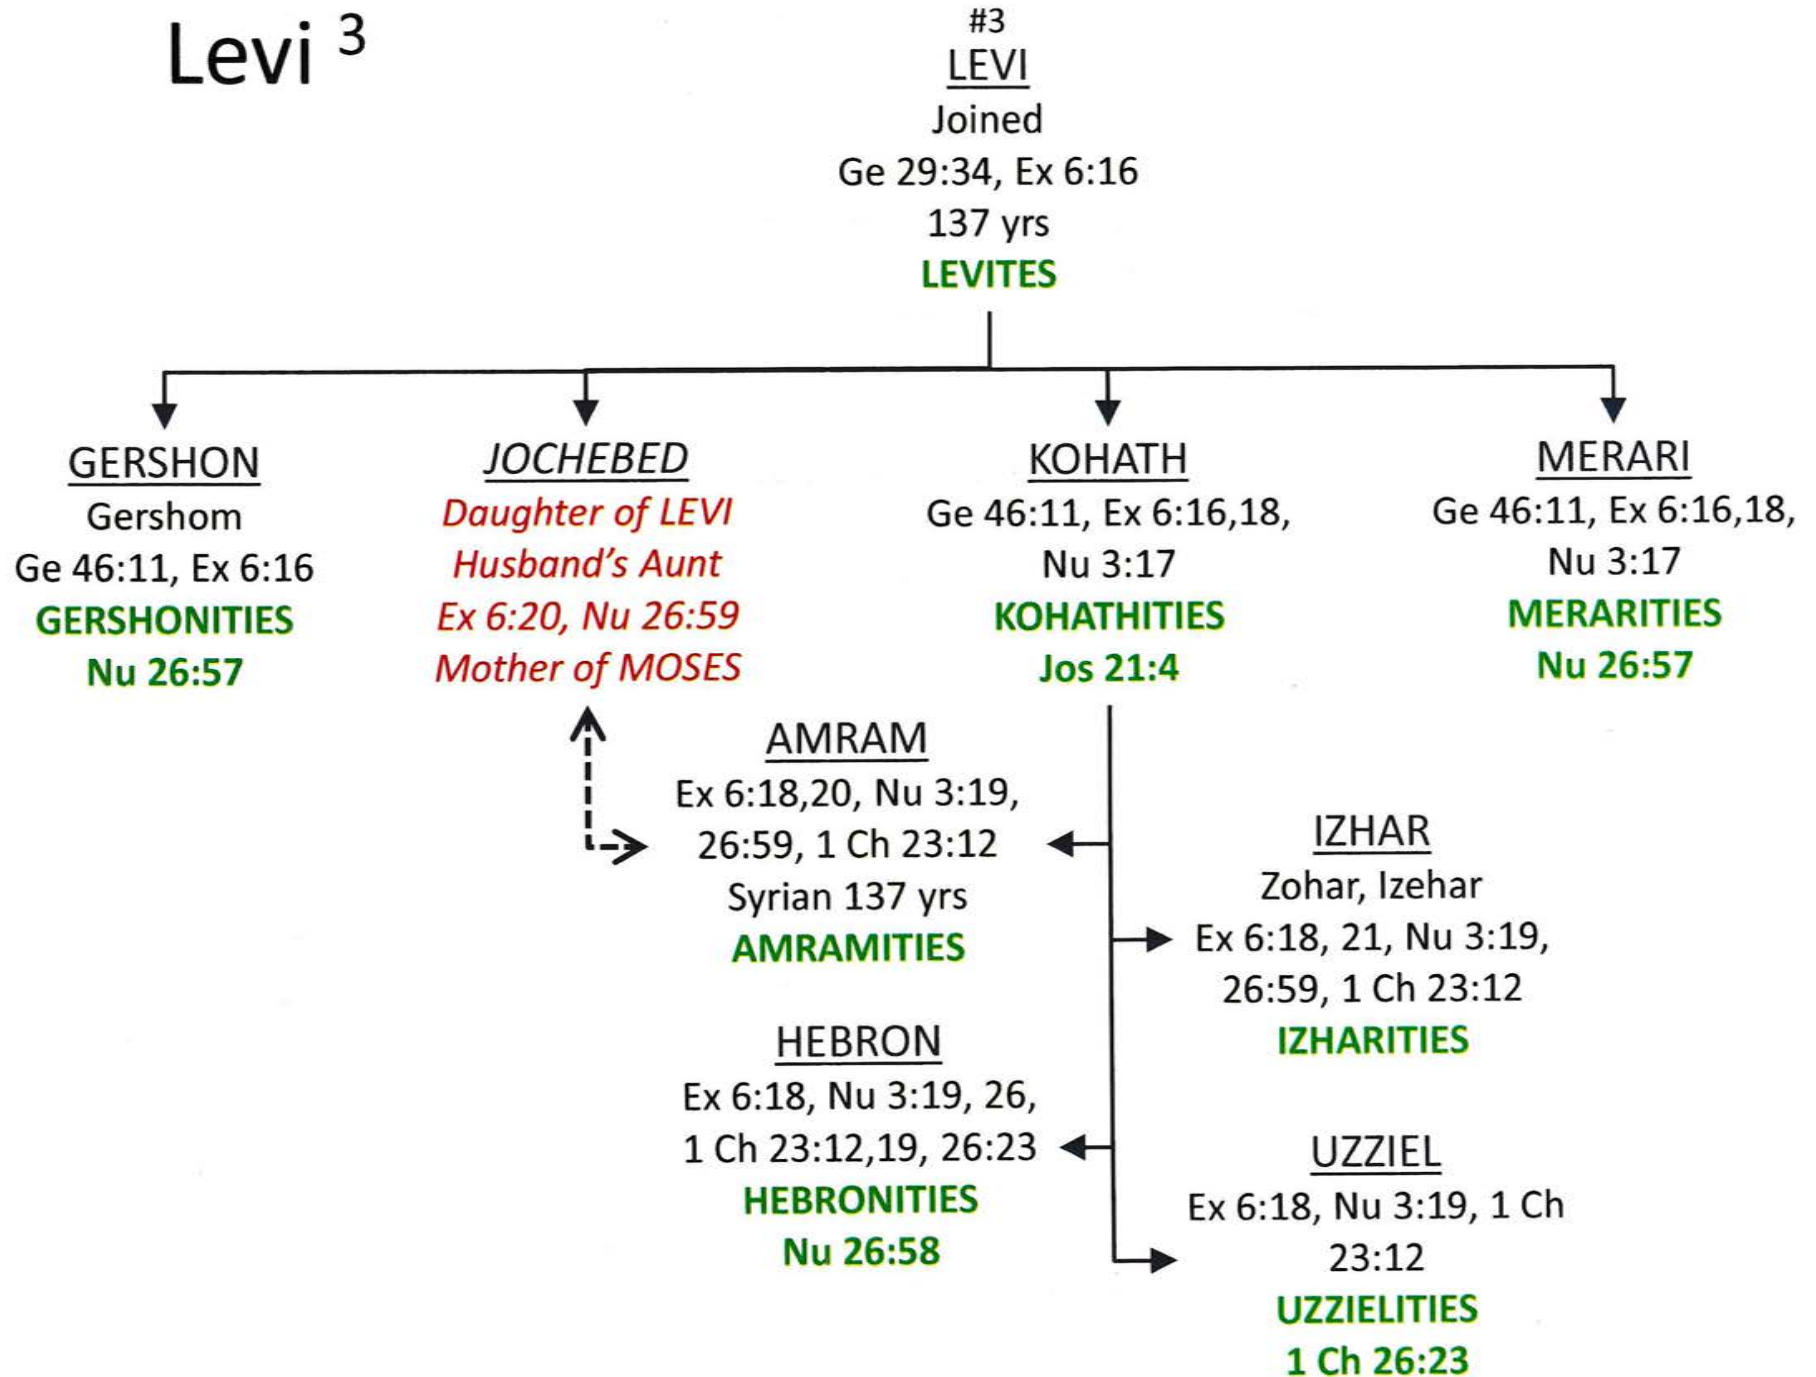 Levi 3
#3
LEVI
Joined
Ge 29:34, Ex 6:16
137 yrs
LEVITES
GERSHON
Gershom
Ge 46:11, Ex 6:16
GERSHONITIES
Nu 26:57
JOCHEBED
Daughter of LEVI
Husband’s Aunt
Ex 6:20, Nu 26:59
Mother of MOSES
KOHATH
Ge 46:11, Ex 6:16,18,
Nu 3:17
KOHATHITIES
Jos 21:4
MERARI
Ge 46:11, Ex 6:16,18,
Nu 3:17
MERARITIES
Nu 26:57
AMRAM
Ex 6:18,20, Nu 3:19,
26:59, 1 Ch 23:12
Syrian 137 yrs
AMRAMITIES
IZHAR
Zohar, Izehar
Ex 6:18, 21, Nu 3:19,
26:59, 1 Ch 23:12
IZHARITIES
HEBRON
Ex 6:18, Nu 3:19, 26,
1 Ch 23:12,19, 26:23
HEBRONITIES
Nu 26:58
UZZIEL
Ex 6:18, Nu 3:19, 1 Ch
23:12
UZZIELITIES
1 Ch 26:23